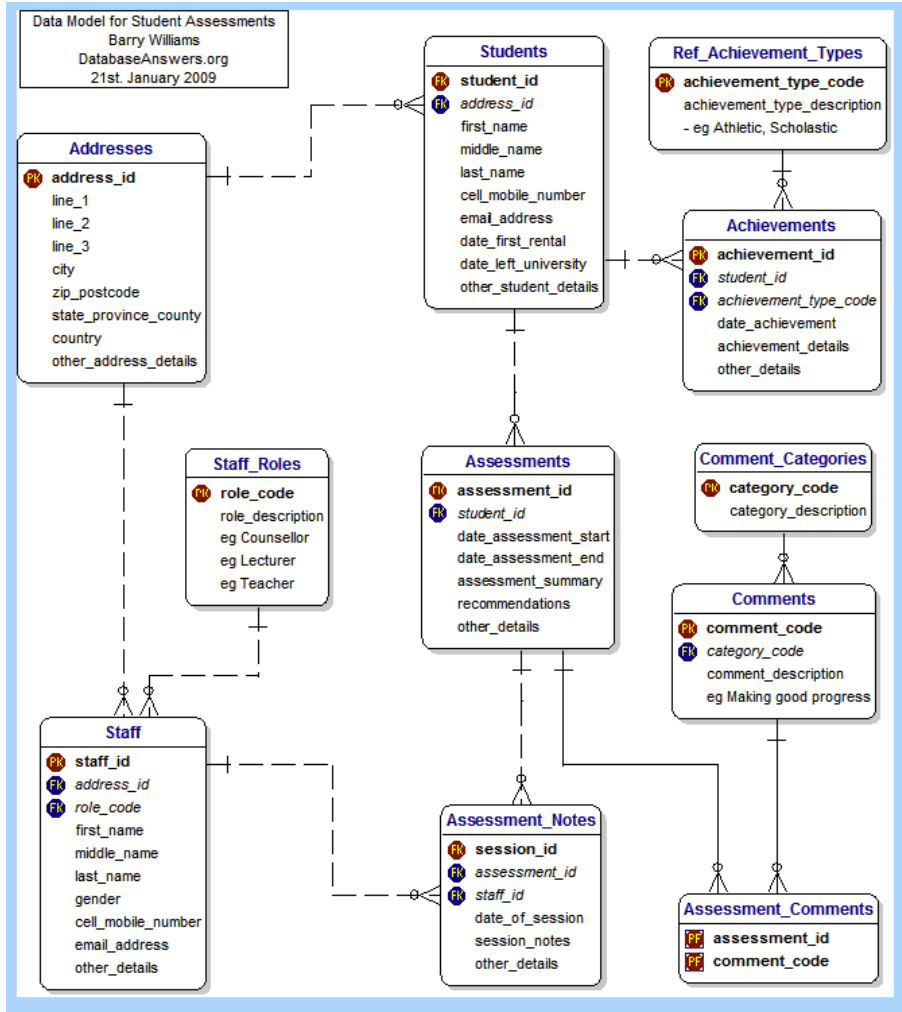 Data Model for Student Assessments
Barry Williams
DatabaseAnswers.org
21st. January 2009
Students
FK student_id
FK address_id
first_name
middle_name
last_name
cell_mobile_number
email_address
date_first_rental
date_left_university
other_student_details
Ref_Achievement_Types
PK achievement_type_code
achievement_type_description
- eg Athletic, Scholastic
Addresses
PK address_id
line_1
line_2
line_3
city
zip_postcode
state_province_county
country
other_address_details
Achievements
PK achievement_id
FK student_id
FK achievement_type_code
date_achievement
achievement_details
other_details
Staff_Roles
PK role_code
role_description
eg Counsellor
eg Lecturer
eg Teacher
Assessments
assessment_id
FK student_id
date_assessment_start
date_assessment_end
assessment_summary
recommendations
other_details
Comment_Categories
PK category_code
category_description
Comments
PK comment_code
FK category_code
comment_description
eg Making good progress
Staff
PK staff_id
FK address_id
FK role_code
first_name
middle_name
last_name
gender
cell_mobile_number
email_address
other_details
Assessment_Notes
FK session_id
FK assessment_id
FK staff_id
date_of_session
session_notes
other_details
Assessment_Comments
PF assessment_id
PF comment_code